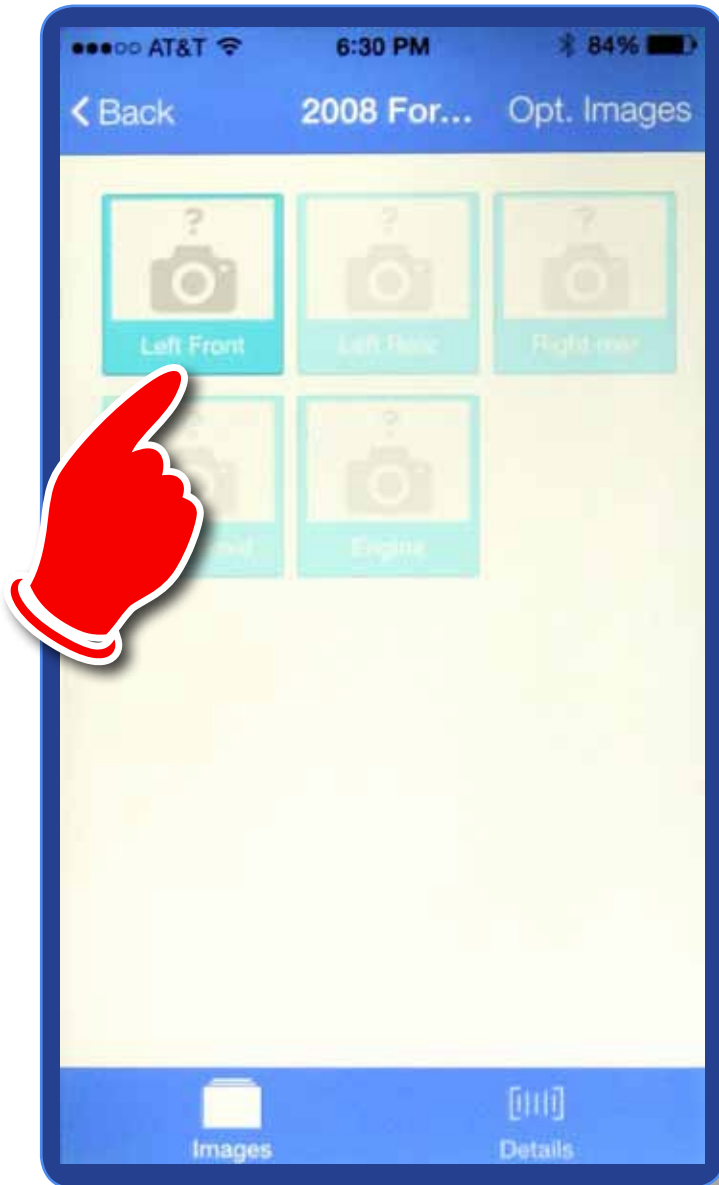 AT&T 6:30 PM 84%
Back 2008 For... Opt. Images
? ? ?
Left Front Left Rear Right rear
? ?
Engine
Images Details